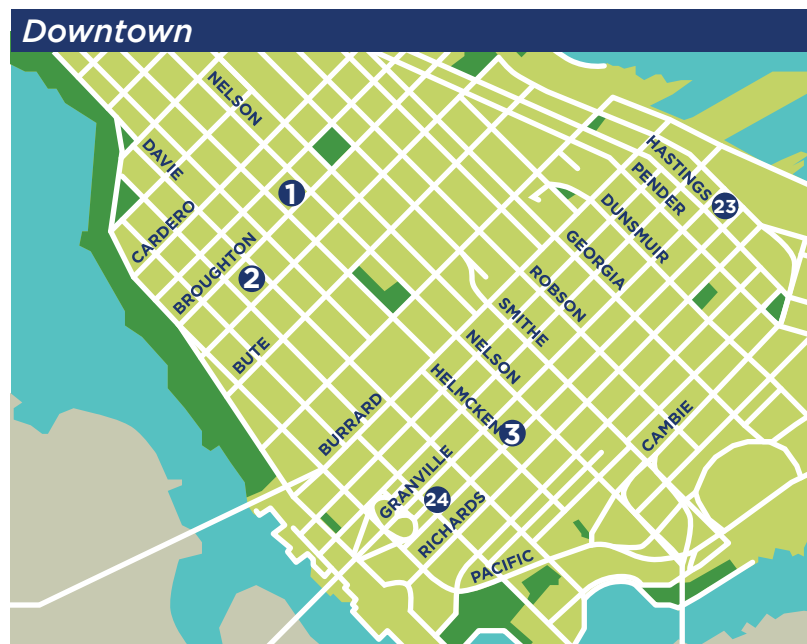 Downtown
NELSON
HASTINGS
DAVIE
PENDER
1
23
CARDERO
DUNSMUIR
GEORGIA
BROUGHTON
2
ROBSON
SMITHE
BUTE
NELSON
HELMCKEN
BURRARD
3
CAMBIE
GRANVILLE
24
RICHARDS
PACIFIC